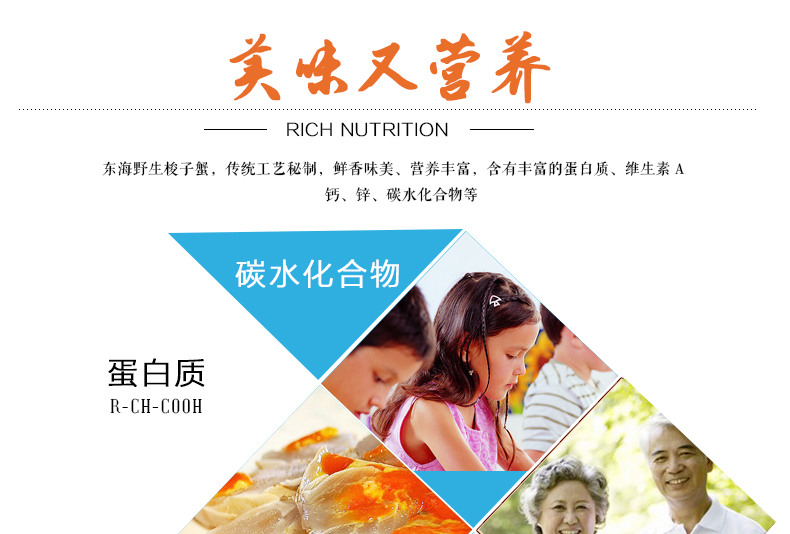 美味又营养
RICH NUTRITION
东海野生梭子蟹，传统工艺秘制，鲜香味美、营养丰富，含有丰富的蛋白质、维生素 A
钙、锌、碳水化合物等
碳水化合物
蛋白质
R-CH-COOH